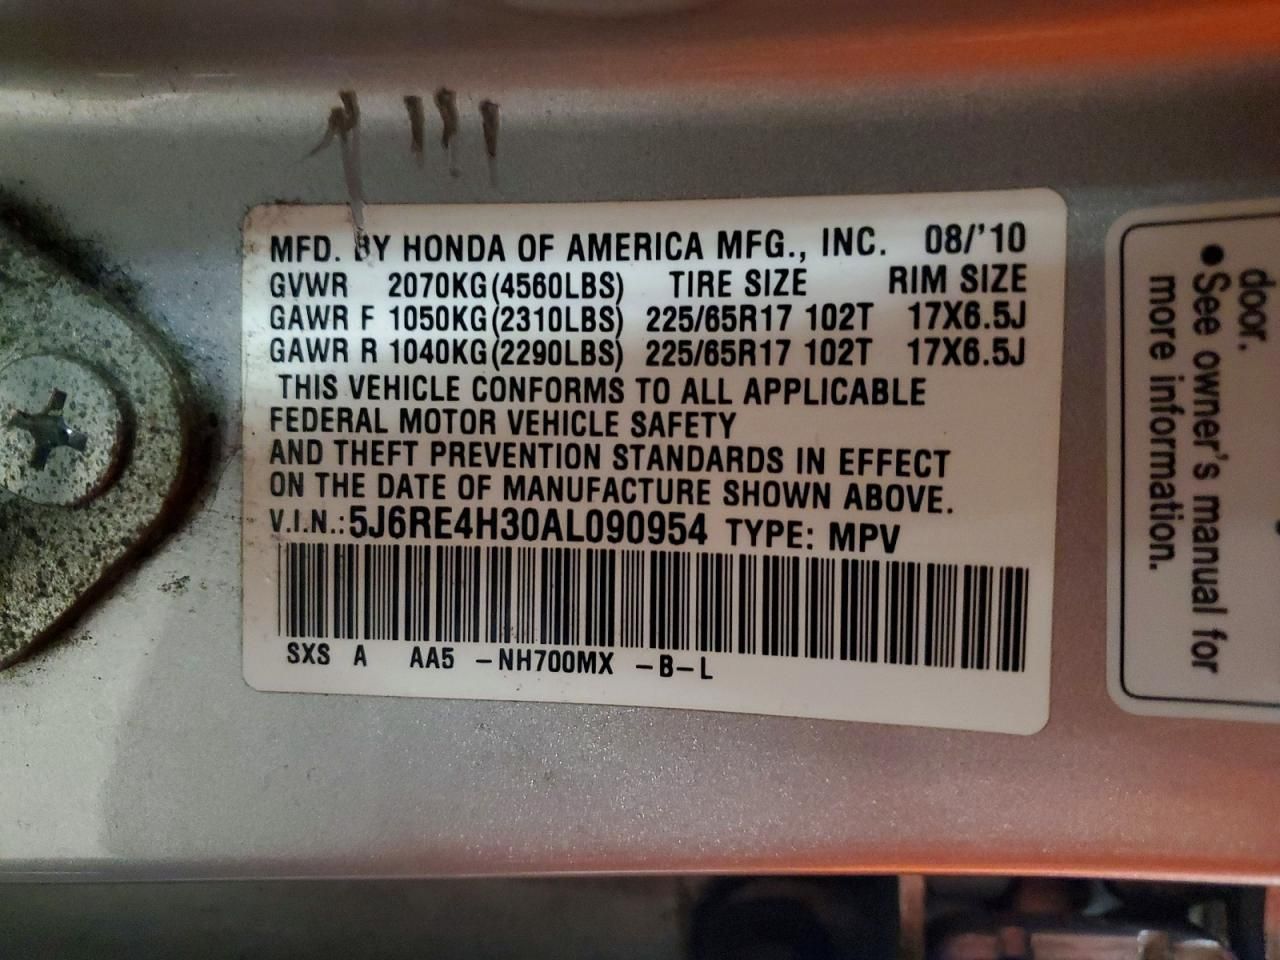 MFD. BY HONDA OF AMERICA MFG., INC. 08/'10
GVWR 2070KG(4560LBS) TIRE SIZE RIM SIZE
GAWR F 1050KG(2310LBS) 225/65R17 102T 17X6.5J
GAWR R 1040KG(2290LBS) 225/65R17 102T 17X6.5J
THIS VEHICLE CONFORMS TO ALL APPLICABLE
FEDERAL MOTOR VEHICLE SAFETY
AND THEFT PREVENTION STANDARDS IN EFFECT
ON THE DATE OF MANUFACTURE SHOWN ABOVE.
V.I.N.:5J6RE4H30AL090954 TYPE: MPV
SXS A AA5 -NH700MX -B-L
door.
●See owner's manual for
more information.